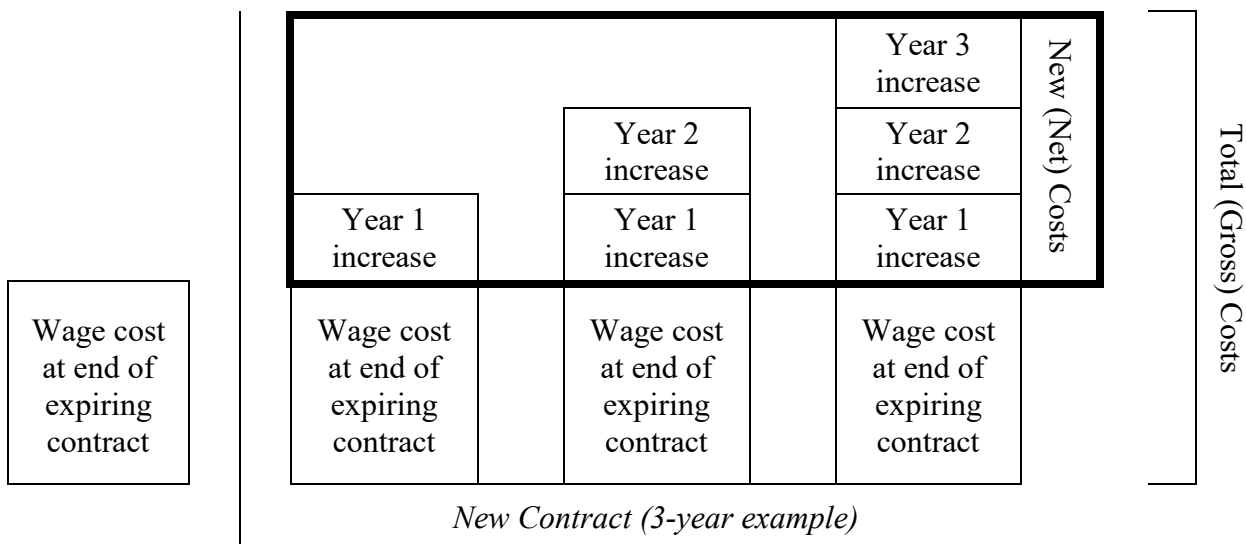 Year 3
increase
New (Net) Costs
Year 2
increase
Year 2
increase
Year 1
increase
Year 1
increase
Year 1
increase
Total (Gross) Costs
Wage cost
at end of
expiring
contract
Wage cost
at end of
expiring
contract
Wage cost
at end of
expiring
contract
Wage cost
at end of
expiring
contract
New Contract (3-year example)